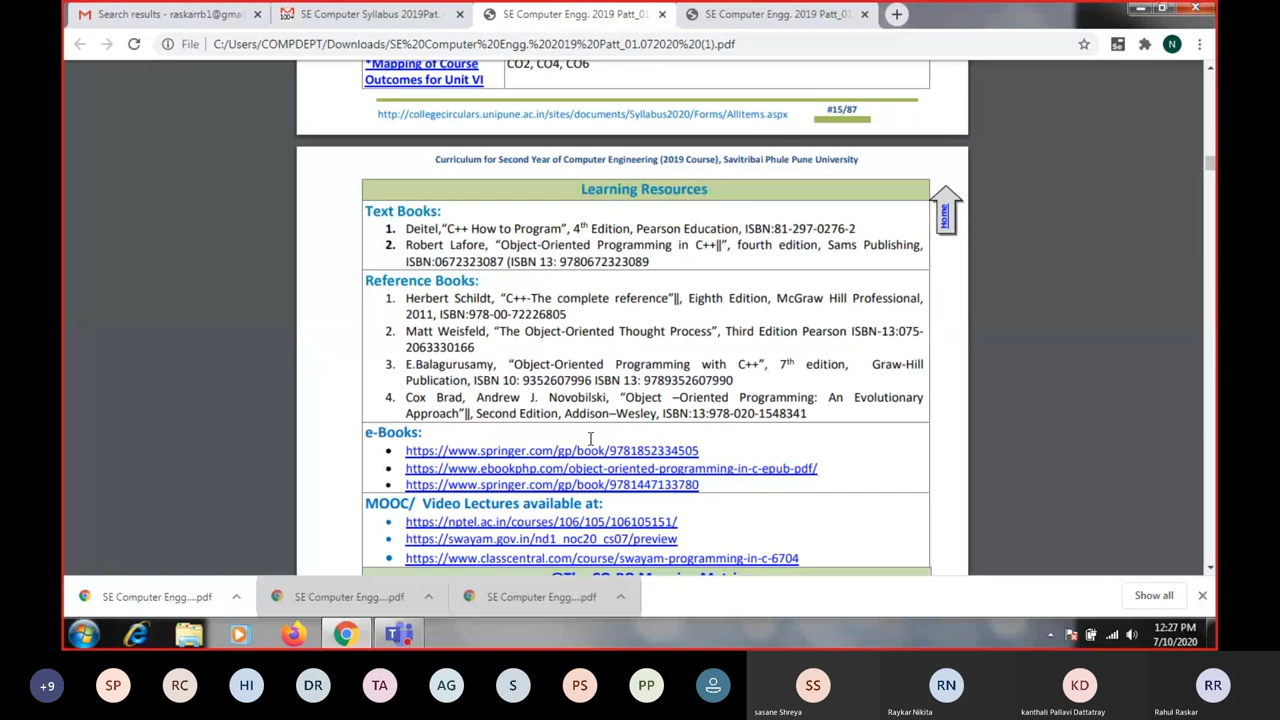 Search results - raskarrb1@gmai
SE Computer Syllabus 2019Pat.
SE Computer Engg. 2019 Patt_01.
SE Computer Engg. 2019 Patt_01.
File
C:/Users/COMPDEPT/Downloads/SE%20Computer%20Engg.%202019%20Patt_01.072020%20(1).pdf
N
*Mapping of Course CO2, CO4, CO6
Outcomes for Unit VI
http://collegecirculars.unipune.ac.in/sites/documents/Syllabus2020/Forms/AllItems.aspx
#15/87
Curriculum for Second Year of Computer Engineering (2019 Course), Savitribai Phule Pune University
Learning Resources
Home
Text Books:
1. Deitel,“C++ How to Program”, 4th Edition, Pearson Education, ISBN:81-297-0276-2
2. Robert Lafore, “Object-Oriented Programming in C++‖”, fourth edition, Sams Publishing,
ISBN:0672323087 (ISBN 13: 9780672323089
Reference Books:
1. Herbert Schildt, “C++-The complete reference”‖, Eighth Edition, McGraw Hill Professional,
2011, ISBN:978-00-72226805
2. Matt Weisfeld, “The Object-Oriented Thought Process”, Third Edition Pearson ISBN-13:075-
2063330166
3. E.Balagurusamy, “Object-Oriented Programming with C++”, 7th edition, Graw-Hill
Publication, ISBN 10: 9352607996 ISBN 13: 9789352607990
4. Cox Brad, Andrew J. Novobilski, “Object –Oriented Programming: An Evolutionary
Approach”‖, Second Edition, Addison–Wesley, ISBN:13:978-020-1548341
e-Books:
• https://www.springer.com/gp/book/9781852334505
• https://www.ebookphp.com/object-oriented-programming-in-c-epub-pdf/
• https://www.springer.com/gp/book/9781447133780
MOOC/ Video Lectures available at:
• https://nptel.ac.in/courses/106/105/106105151/
• https://swayam.gov.in/nd1_noc20_cs07/preview
• https://www.classcentral.com/course/swayam-programming-in-c-6704
@The CO-PO Mapping Matrix
SE Computer Engg....pdf
SE Computer Engg....pdf
SE Computer Engg....pdf
Show all
12:27 PM
7/10/2020
+9
SP
RC
HI
DR
TA
AG
S
PS
PP
SS
RN
KD
RR
sasane Shreya
Raykar Nikita
kanthali Pallavi Dattatray
Rahul Raskar